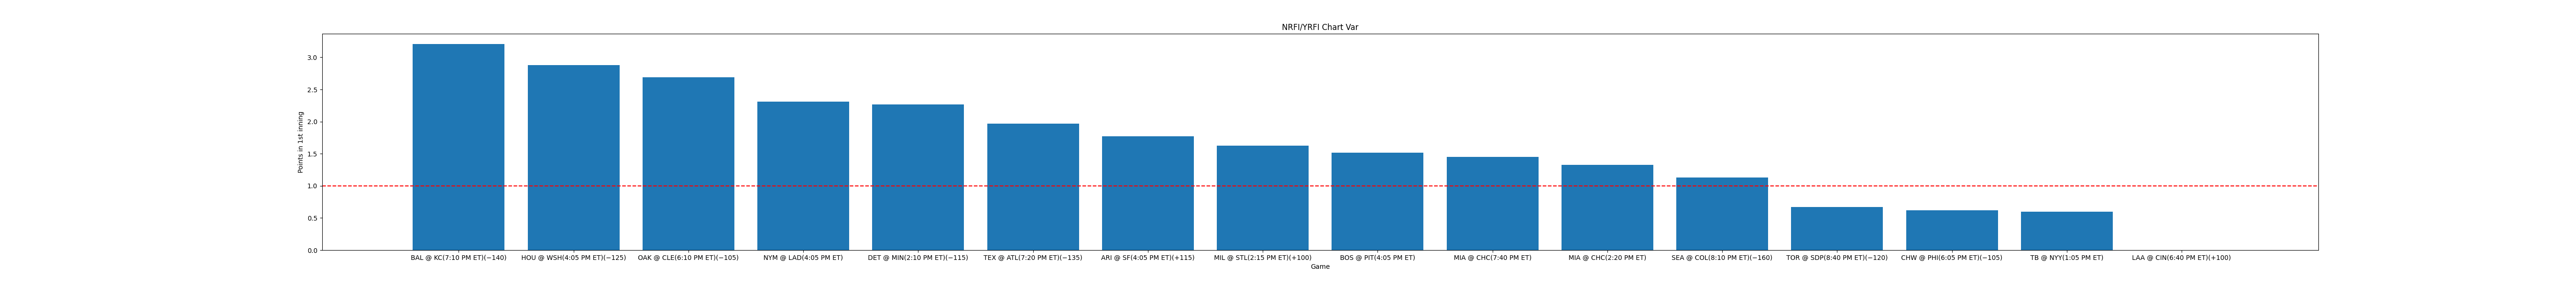 NRFI/YRFI Chart Var
Points in 1st inning
3.0
2.5
2.0
1.5
1.0
0.5
0.0
BAL @ KC(7:10 PM ET)(−140) HOU @ WSH(4:05 PM ET)(−125) OAK @ CLE(6:10 PM ET)(−105) NYM @ LAD(4:05 PM ET) DET @ MIN(2:10 PM ET)(−115) TEX @ ATL(7:20 PM ET)(−135) ARI @ SF(4:05 PM ET)(+115) MIL @ STL(2:15 PM ET)(+100) BOS @ PIT(4:05 PM ET) MIA @ CHC(7:40 PM ET) MIA @ CHC(2:20 PM ET) SEA @ COL(8:10 PM ET)(−160) TOR @ SDP(8:40 PM ET)(−120) CHW @ PHI(6:05 PM ET)(−105) TB @ NYY(1:05 PM ET) LAA @ CIN(6:40 PM ET)(+100)
Game